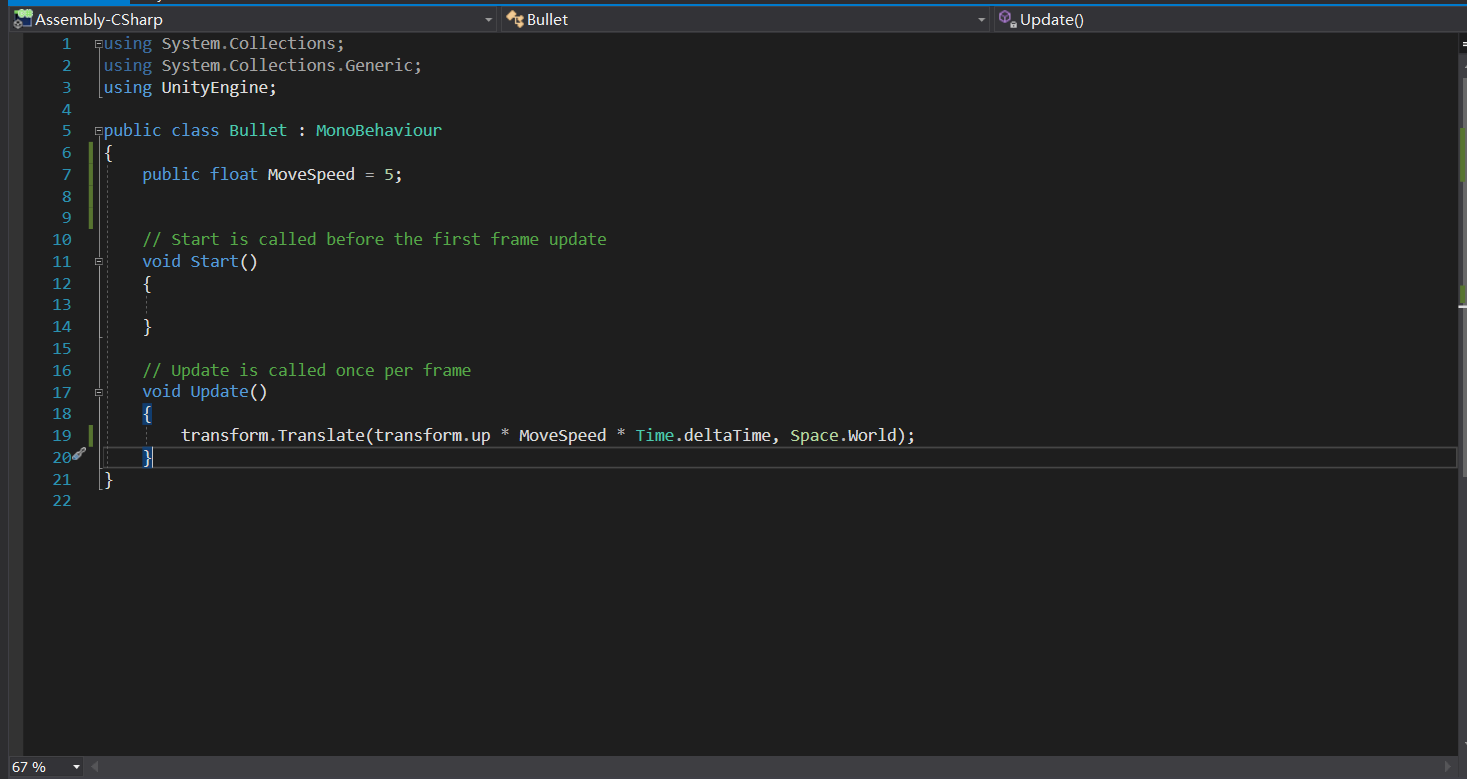 Assembly-CSharp Bullet Update()
1 using System.Collections;
2 using System.Collections.Generic;
3 using UnityEngine;
4
5 public class Bullet : MonoBehaviour
6 {
7 public float MoveSpeed = 5;
8
9
10 // Start is called before the first frame update
11 void Start()
12 {
13
14 }
15
16 // Update is called once per frame
17 void Update()
18 {
19 transform.Translate(transform.up * MoveSpeed * Time.deltaTime, Space.World);
20 }
21 }
22
67 %